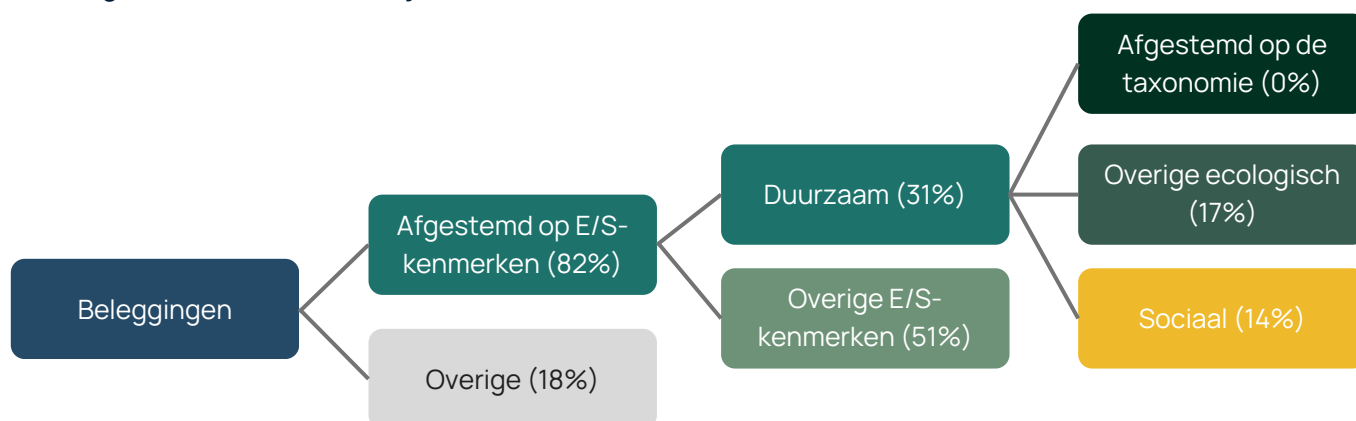 Afgestemd op de
taxonomie (0%)
Duurzaam (31%)
Overige ecologisch
(17%)
Afgestemd op E/S-
kenmerken (82%)
Beleggingen
Overige E/S-
kenmerken (51%)
Sociaal (14%)
Overige (18%)